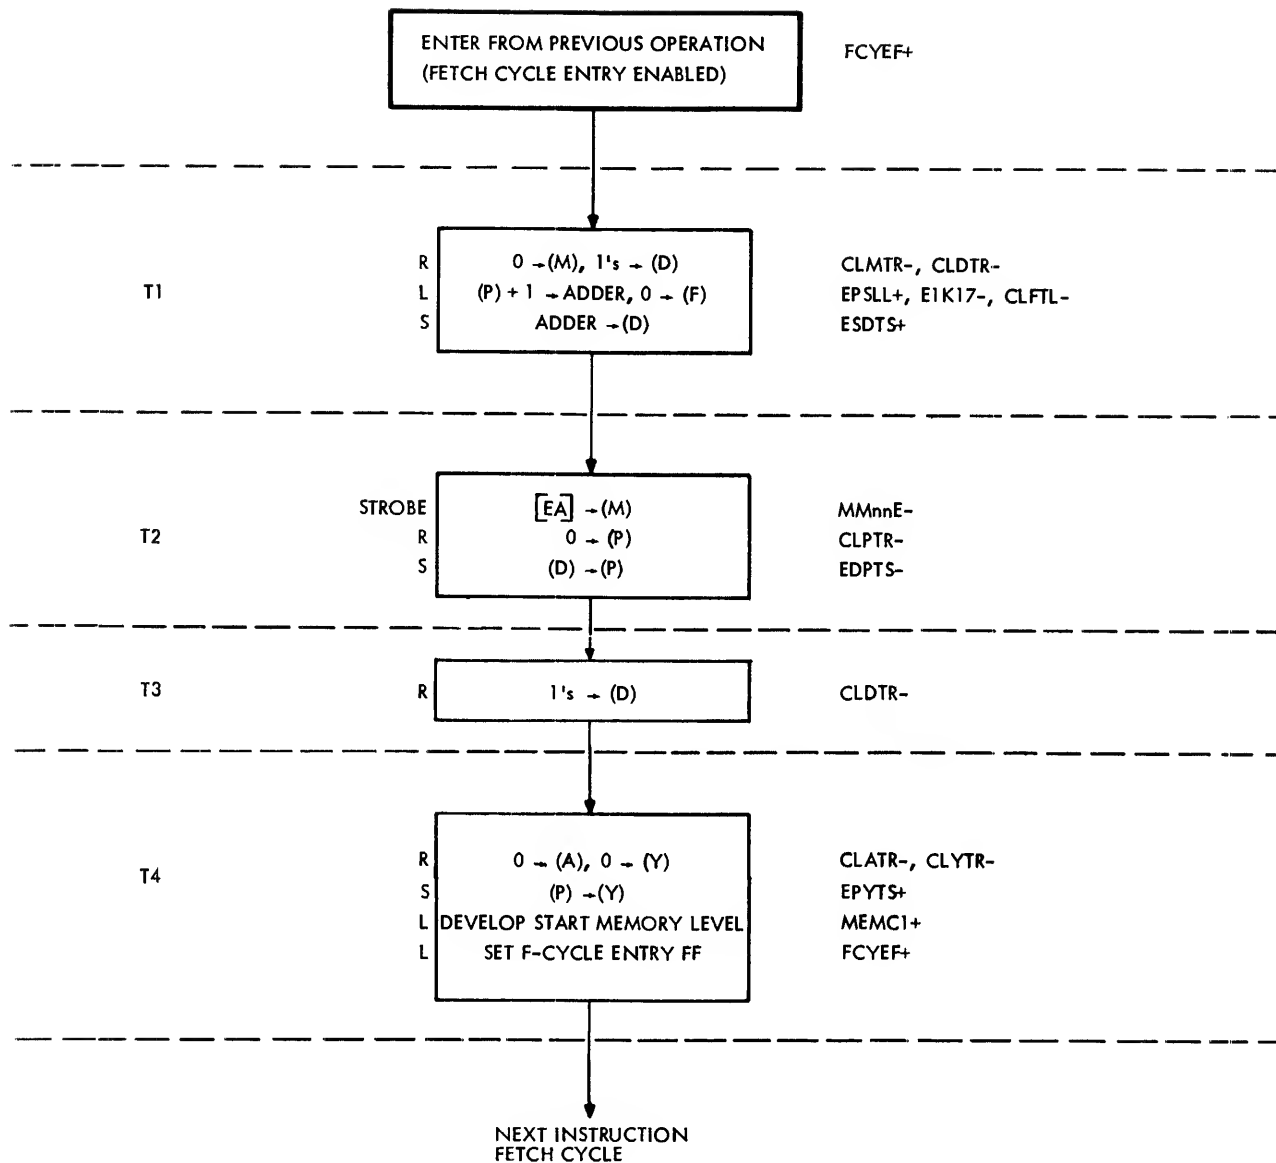 ENTER FROM PREVIOUS OPERATION
(FETCH CYCLE ENTRY ENABLED)
FCYEF+
T1
R 0 → (M), 1's → (D) CLMTR-, CLDTR-
L (P) + 1 → ADDER, 0 → (F) EPSLL+, E1K17-, CLFTL-
S ADDER → (D) ESDTS+
T2
STROBE [EA] → (M) MMnnE-
R 0 → (P) CLPTR-
S (D) → (P) EDPTS-
T3
R 1's → (D) CLDTR-
T4
R 0 → (A), 0 → (Y) CLATR-, CLYTR-
S (P) → (Y) EPYTS+
L DEVELOP START MEMORY LEVEL MEMC1+
L SET F-CYCLE ENTRY FF FCYEF+
NEXT INSTRUCTION
FETCH CYCLE